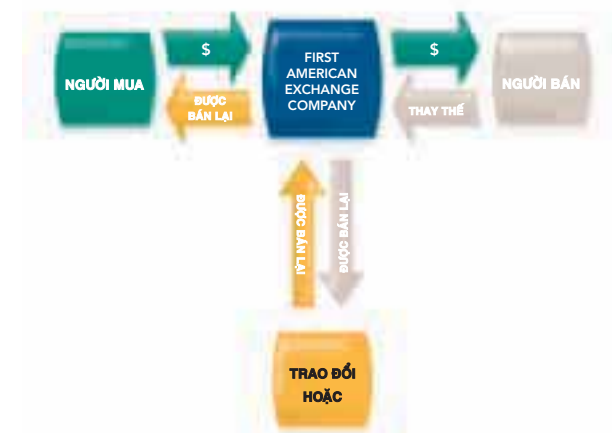 NGƯỜI MUA
$
ĐƯỢC
BÁN LẠI
FIRST
AMERICAN
EXCHANGE
COMPANY
$
THAY THẾ
NGƯỜI BÁN
ĐƯỢC BÁN LẠI
ĐƯỢC BÁN LẠI
TRAO ĐỔI
HOẶC